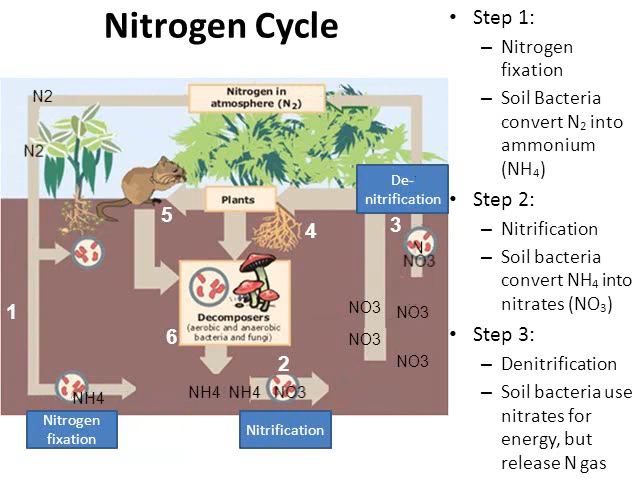 Nitrogen Cycle
N2
Nitrogen in
atmosphere (N₂)
N2
De-
nitrification
Plants
5
4
3
N
NO3
1
Decomposers
(aerobic and anaerobic
bacteria and fungi)
6
NO3
NO3
NO3
NO3
2
NH4
NH4 NH4 NO3
Nitrogen
fixation
Nitrification
• Step 1:
– Nitrogen
fixation
– Soil Bacteria
convert N₂ into
ammonium
(NH₄)
• Step 2:
– Nitrification
– Soil bacteria
convert NH₄ into
nitrates (NO₃)
• Step 3:
– Denitrification
– Soil bacteria use
nitrates for
energy, but
release N gas